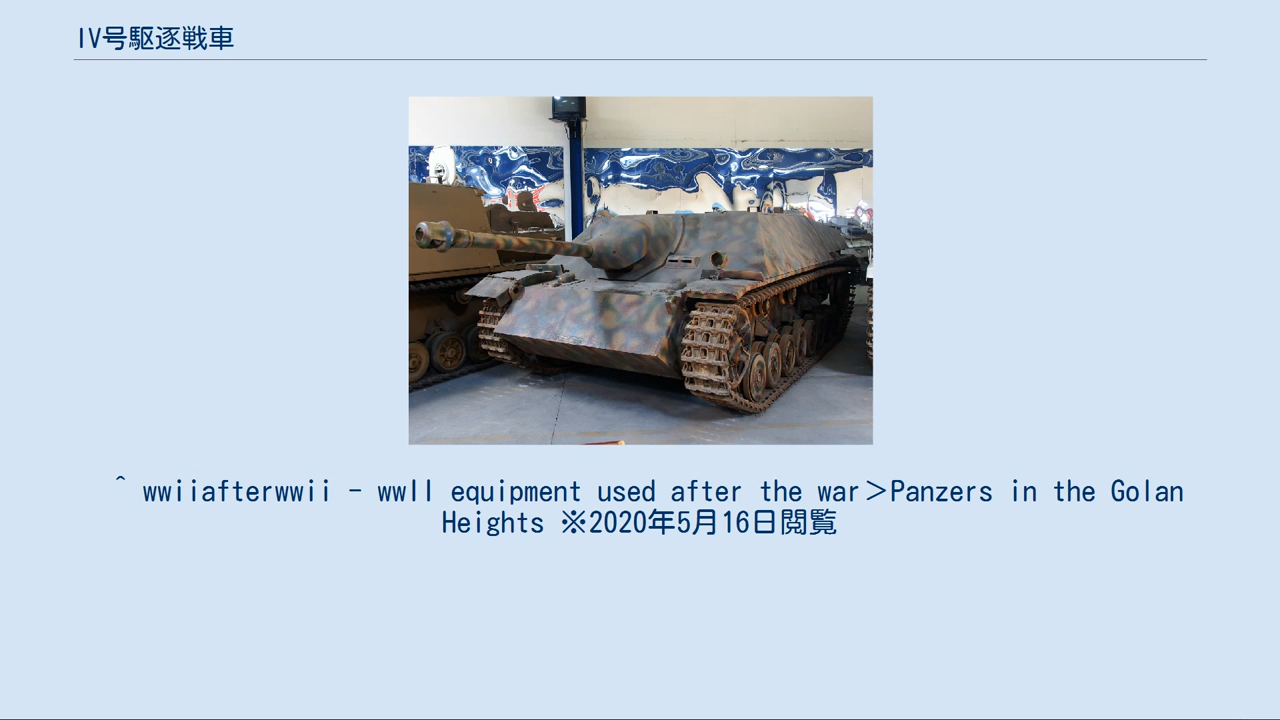 IV号駆逐戦車
^ wwiiafterwwii - wwII equipment used after the war＞Panzers in the Golan
Heights ※2020年5月16日閲覧